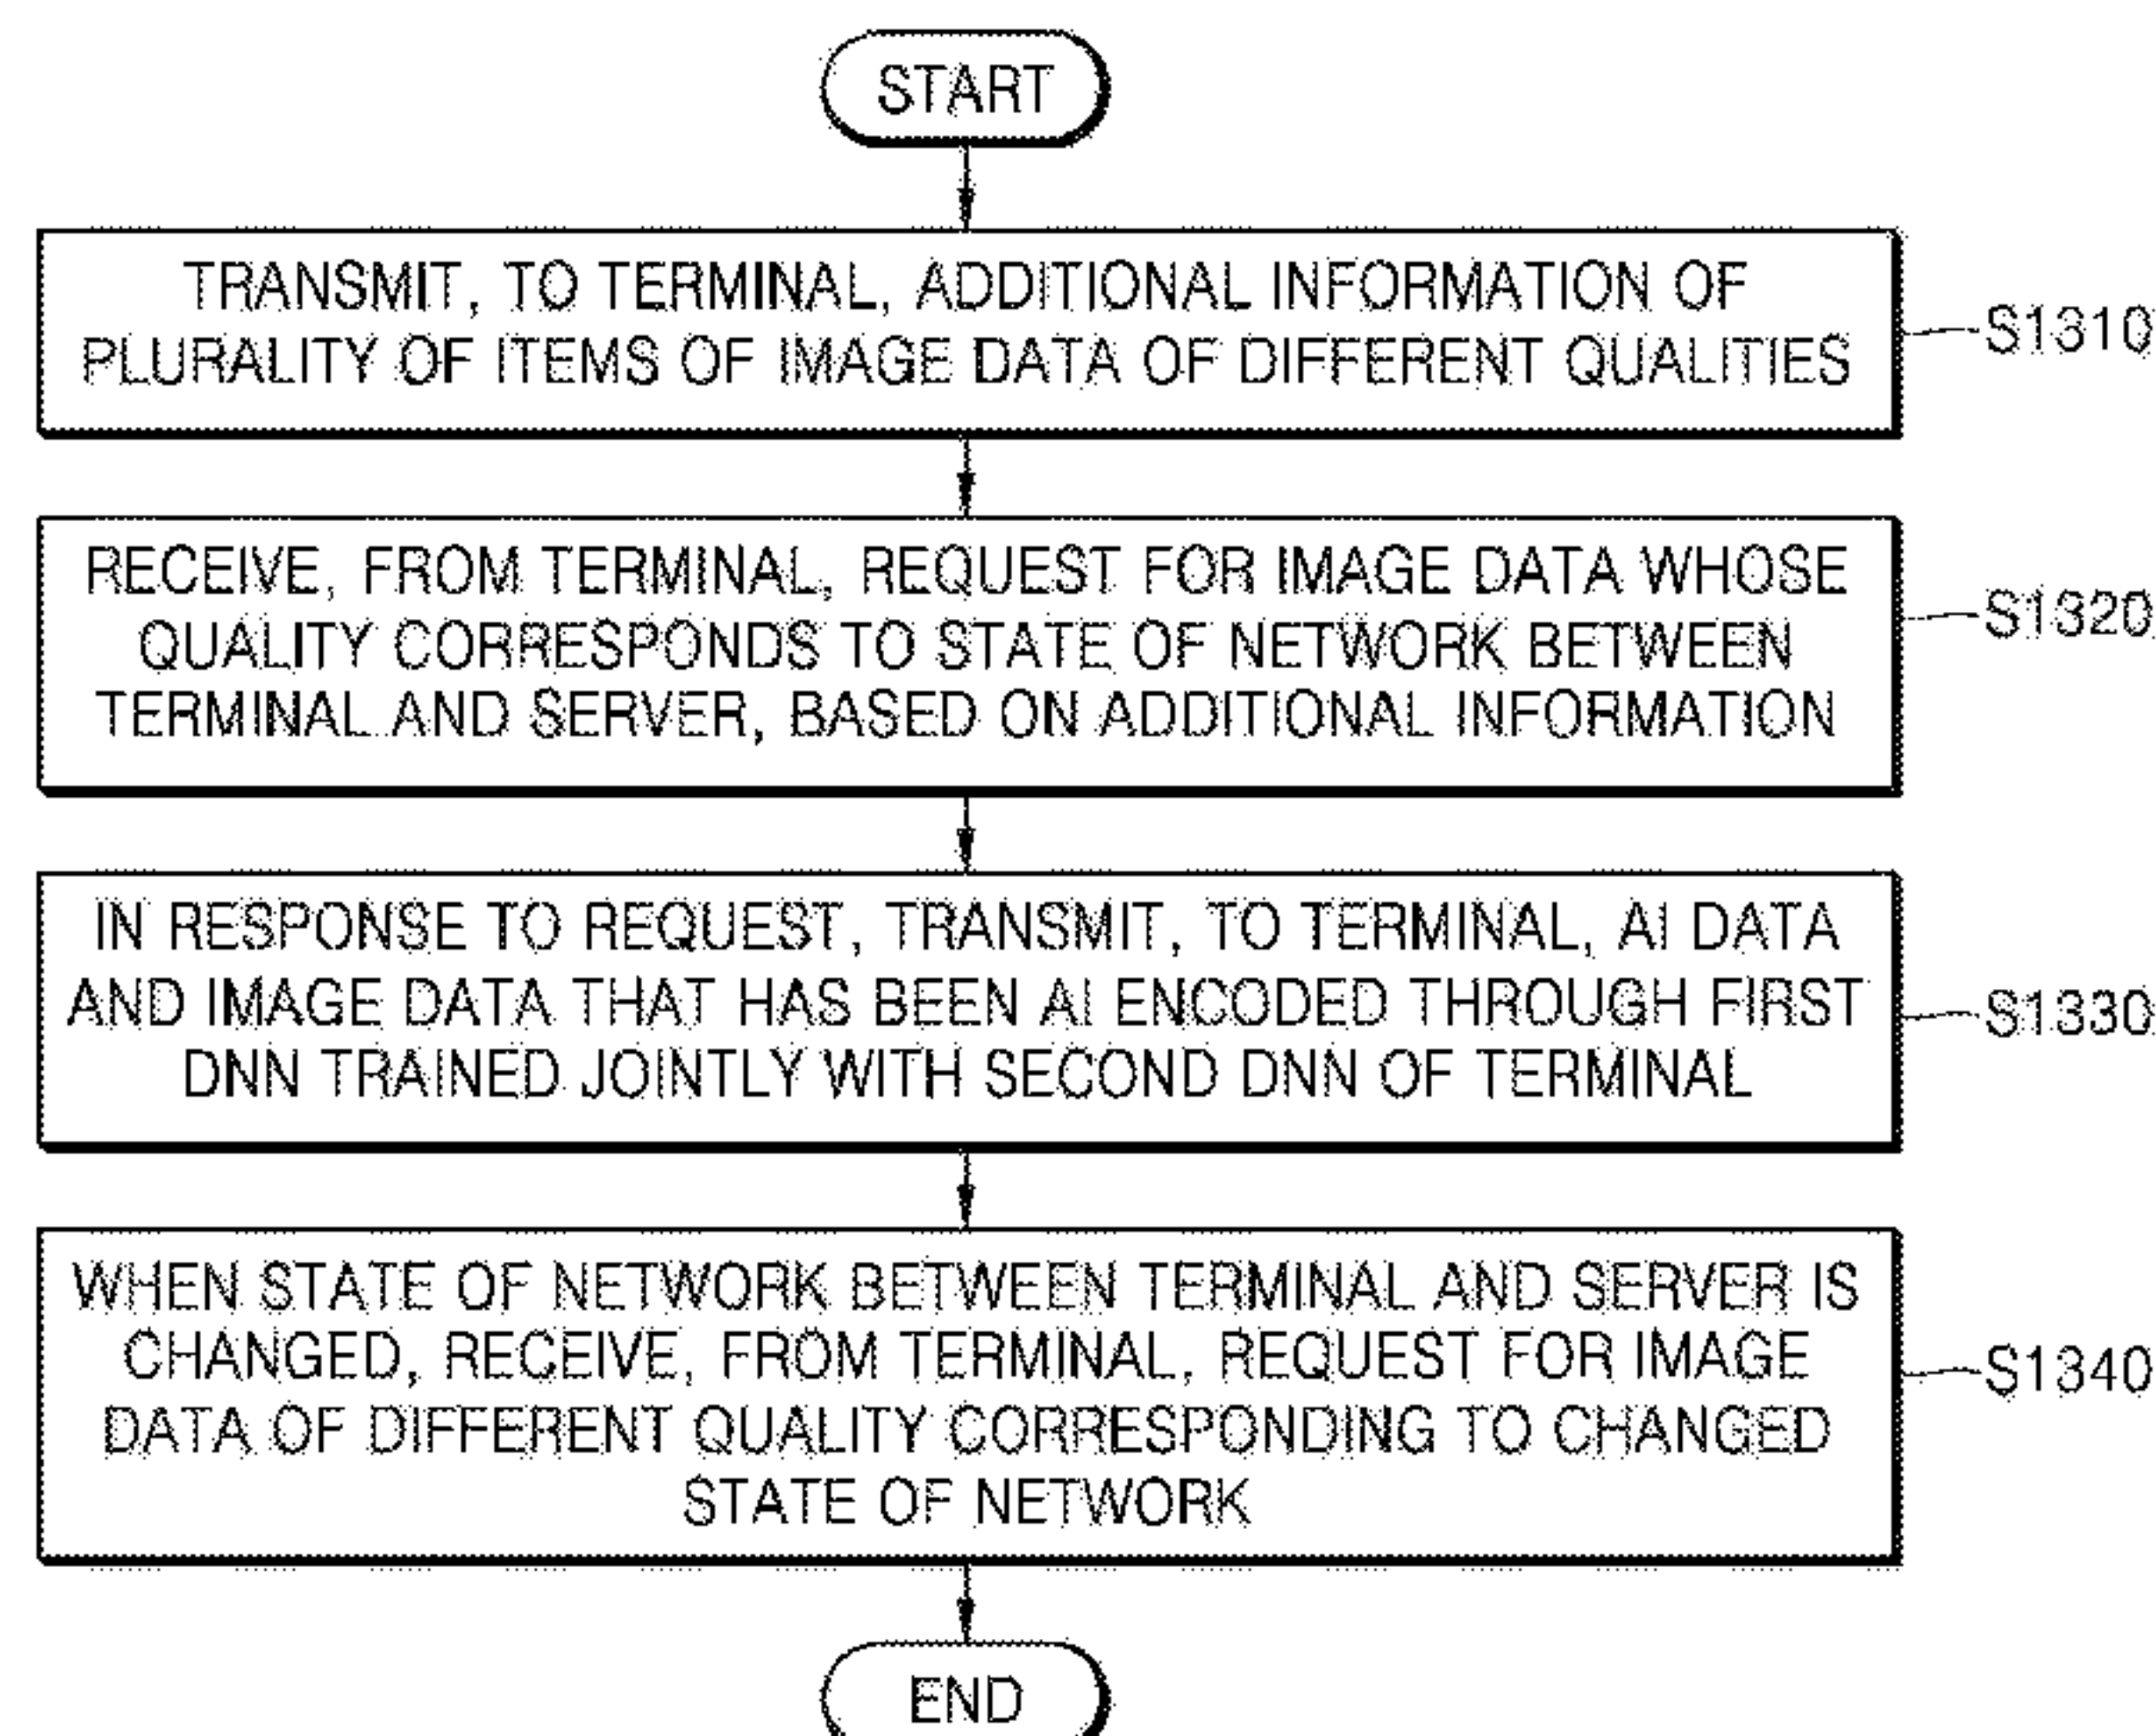 START
TRANSMIT, TO TERMINAL, ADDITIONAL INFORMATION OF
PLURALITY OF ITEMS OF IMAGE DATA OF DIFFERENT QUALITIES
S1310
RECEIVE, FROM TERMINAL, REQUEST FOR IMAGE DATA WHOSE
QUALITY CORRESPONDS TO STATE OF NETWORK BETWEEN
TERMINAL AND SERVER, BASED ON ADDITIONAL INFORMATION
S1320
IN RESPONSE TO REQUEST, TRANSMIT, TO TERMINAL, AI DATA
AND IMAGE DATA THAT HAS BEEN AI ENCODED THROUGH FIRST
DNN TRAINED JOINTLY WITH SECOND DNN OF TERMINAL
S1330
WHEN STATE OF NETWORK BETWEEN TERMINAL AND SERVER IS
CHANGED, RECEIVE, FROM TERMINAL, REQUEST FOR IMAGE
DATA OF DIFFERENT QUALITY CORRESPONDING TO CHANGED
STATE OF NETWORK
S1340
END